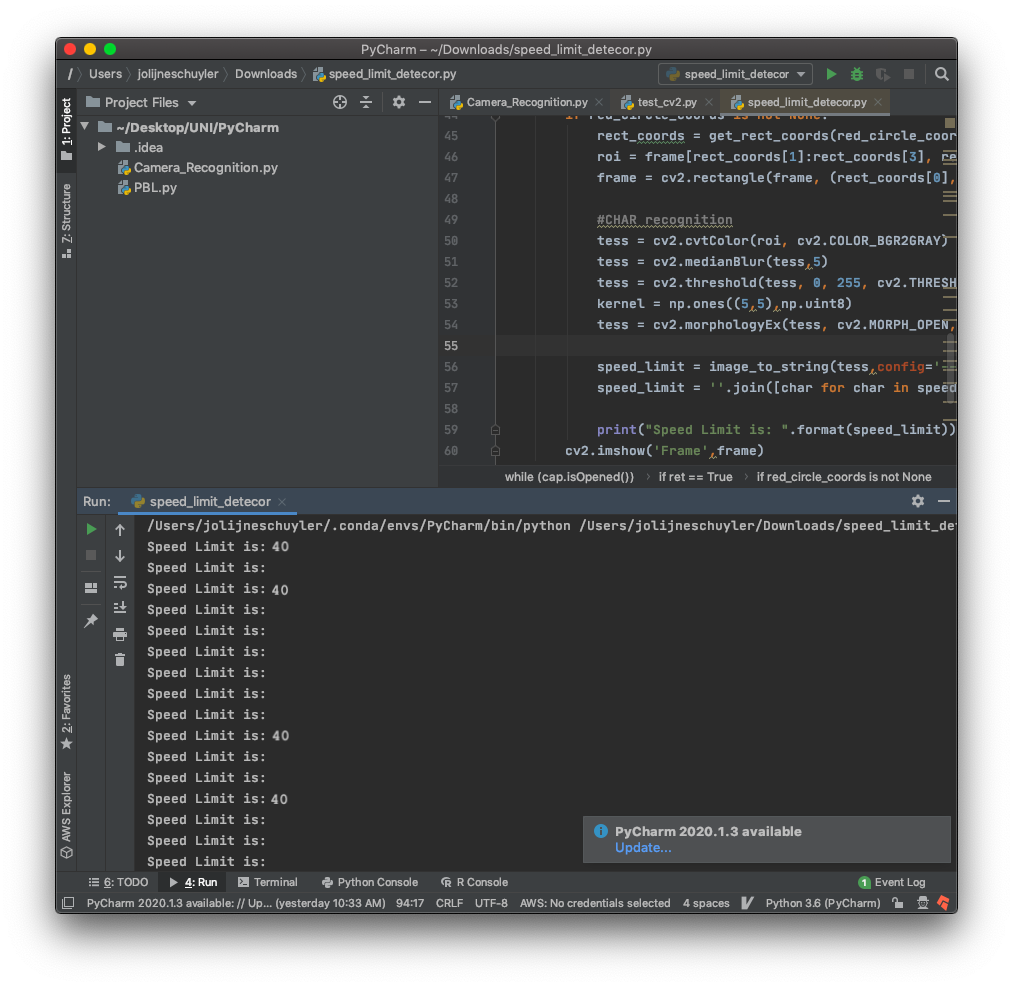 PyCharm – ~/Downloads/speed_limit_detecor.py
/ Users jolijneschuyler Downloads speed_limit_detecor.py
speed_limit_detecor
1: Project
Project Files
~/Desktop/UNI/PyCharm
.idea
Camera_Recognition.py
PBL.py
7: Structure
Camera_Recognition.py test_cv2.py speed_limit_detecor.py
44 if red_circle_coords is not None:
45 rect_coords = get_rect_coords(red_circle_coor
46 roi = frame[rect_coords[1]:rect_coords[3], re
47 frame = cv2.rectangle(frame, (rect_coords[0],
48
49 #CHAR recognition
50 tess = cv2.cvtColor(roi, cv2.COLOR_BGR2GRAY)
51 tess = cv2.medianBlur(tess,5)
52 tess = cv2.threshold(tess, 0, 255, cv2.THRESH
53 kernel = np.ones((5,5),np.uint8)
54 tess = cv2.morphologyEx(tess, cv2.MORPH_OPEN,
55
56 speed_limit = image_to_string(tess,config='--
57 speed_limit = ''.join([char for char in speed
58
59 print("Speed Limit is: ".format(speed_limit))
60 cv2.imshow('Frame',frame)
while (cap.isOpened()) if ret == True if red_circle_coords is not None
Run: speed_limit_detecor
/Users/jolijneschuyler/.conda/envs/PyCharm/bin/python /Users/jolijneschuyler/Downloads/speed_limit_det
Speed Limit is: 40
Speed Limit is:
Speed Limit is: 40
Speed Limit is:
Speed Limit is:
Speed Limit is:
Speed Limit is:
Speed Limit is:
Speed Limit is:
Speed Limit is: 40
Speed Limit is:
Speed Limit is:
Speed Limit is: 40
Speed Limit is:
Speed Limit is:
Speed Limit is:
2: Favorites
AWS Explorer
PyCharm 2020.1.3 available
Update...
6: TODO 4: Run Terminal Python Console R Console 1 Event Log
PyCharm 2020.1.3 available: // Up... (yesterday 10:33 AM) 94:17 CRLF UTF-8 AWS: No credentials selected 4 spaces Python 3.6 (PyCharm)